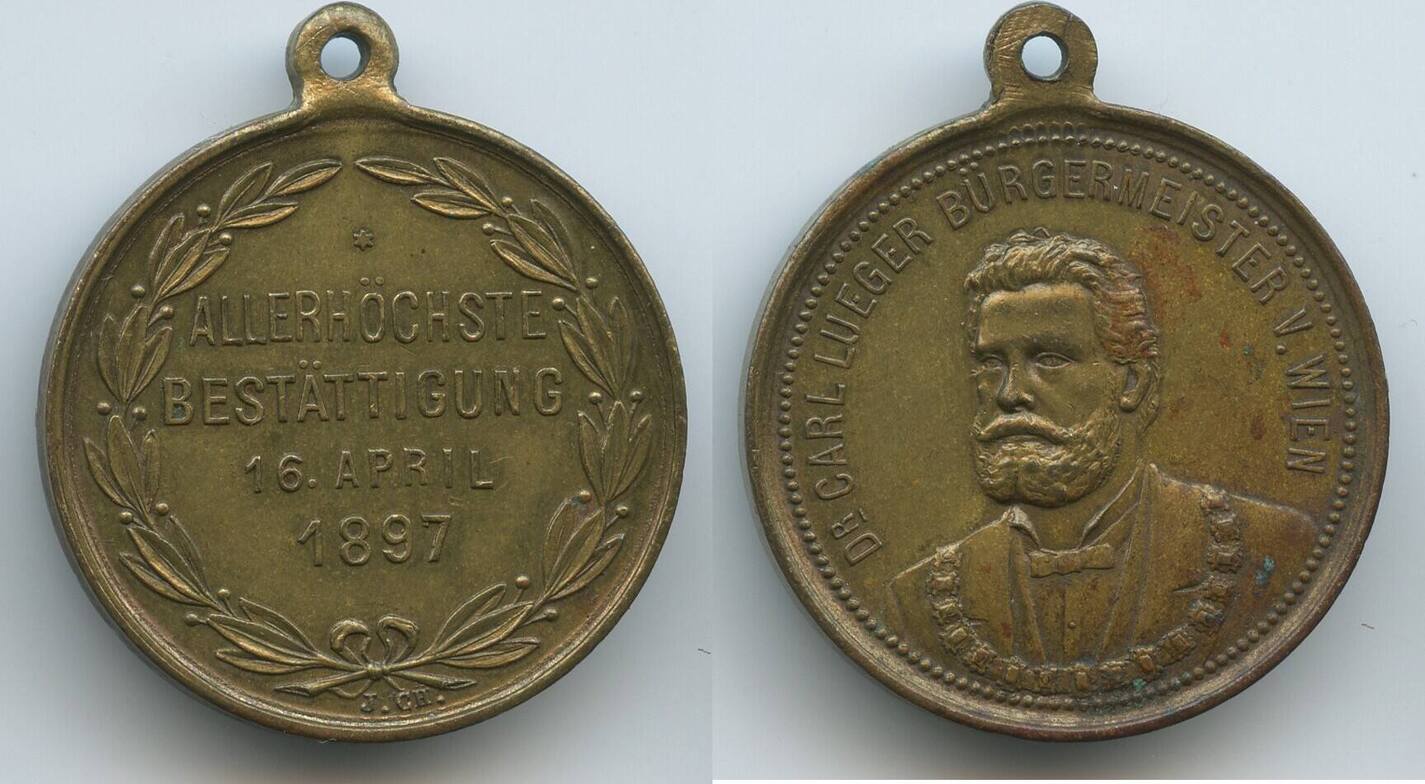 *
ALLERHÖCHSTE
BESTÄTTIGUNG
16. APRIL
1897
J. CH.
DR. CARL LUEGER BÜRGERMEISTER V. WIEN